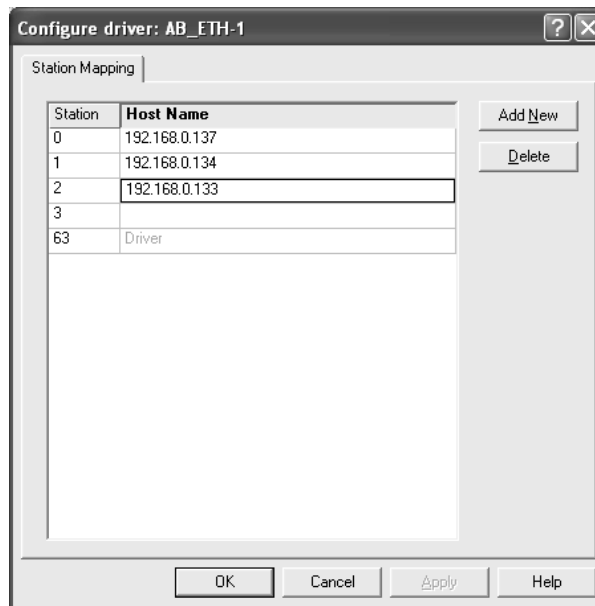 Configure driver: AB_ETH-1
Station Mapping
Station Host Name
0 192.168.0.137
1 192.168.0.134
2 192.168.0.133
3
63 Driver
Add New
Delete
OK Cancel Apply Help